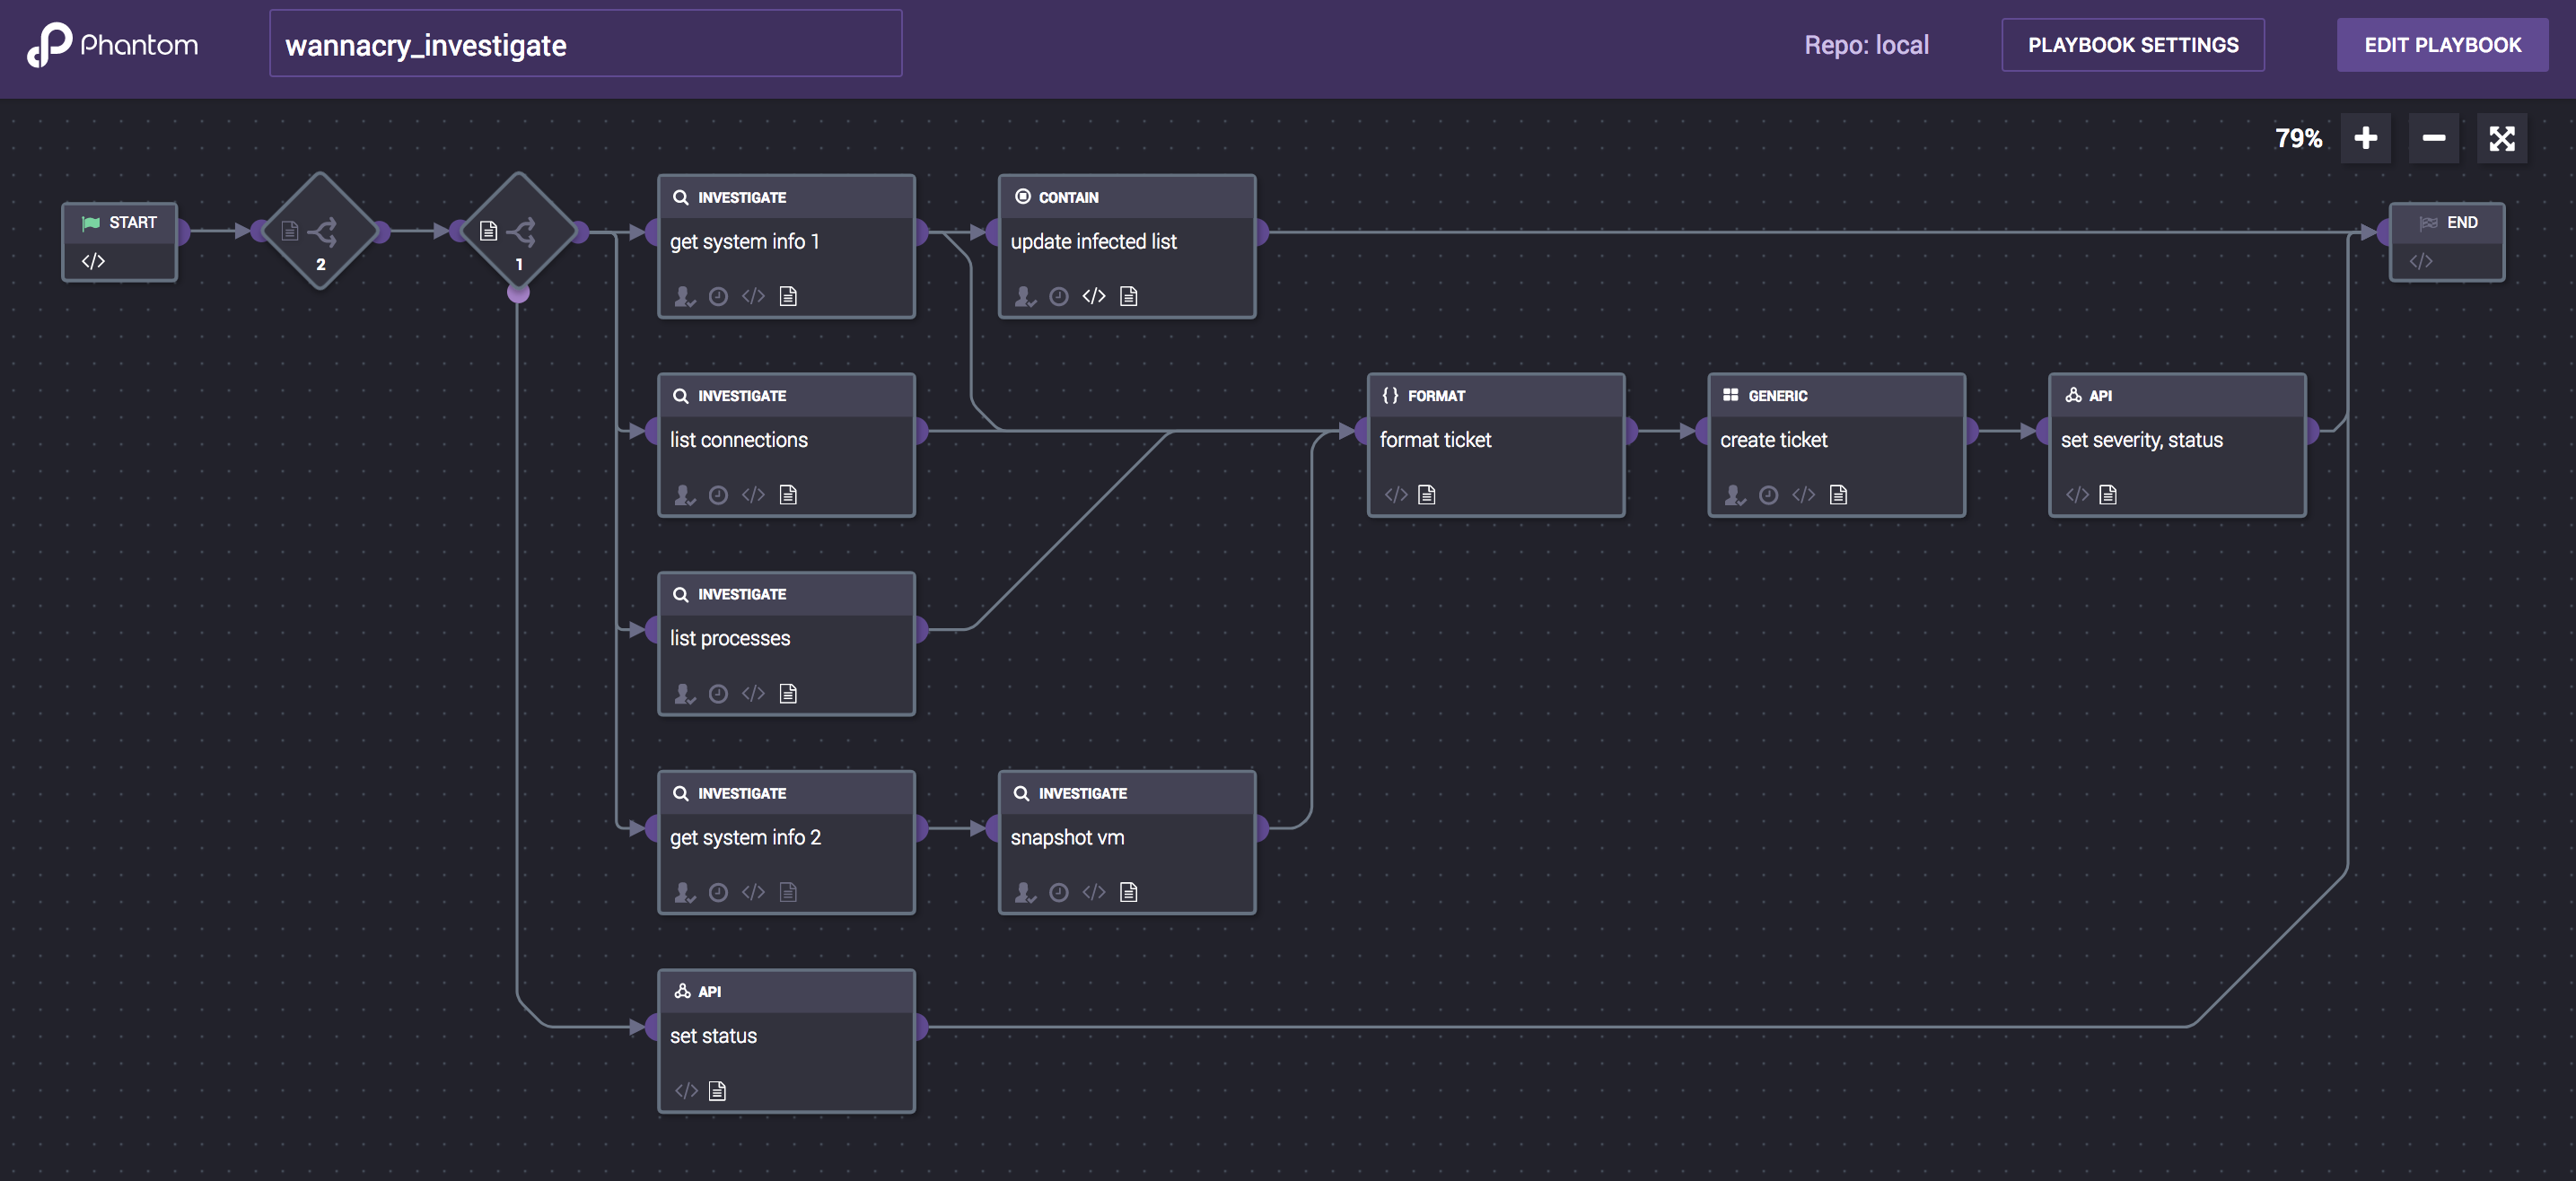 Phantom
wannacry_investigate
Repo: local
PLAYBOOK SETTINGS
EDIT PLAYBOOK
79%
START
</>
2
1
INVESTIGATE
get system info 1
</>
CONTAIN
update infected list
</>
END
</>
INVESTIGATE
list connections
</>
{} FORMAT
format ticket
</>
GENERIC
create ticket
</>
API
set severity, status
</>
INVESTIGATE
list processes
</>
INVESTIGATE
get system info 2
</>
INVESTIGATE
snapshot vm
</>
API
set status
</>